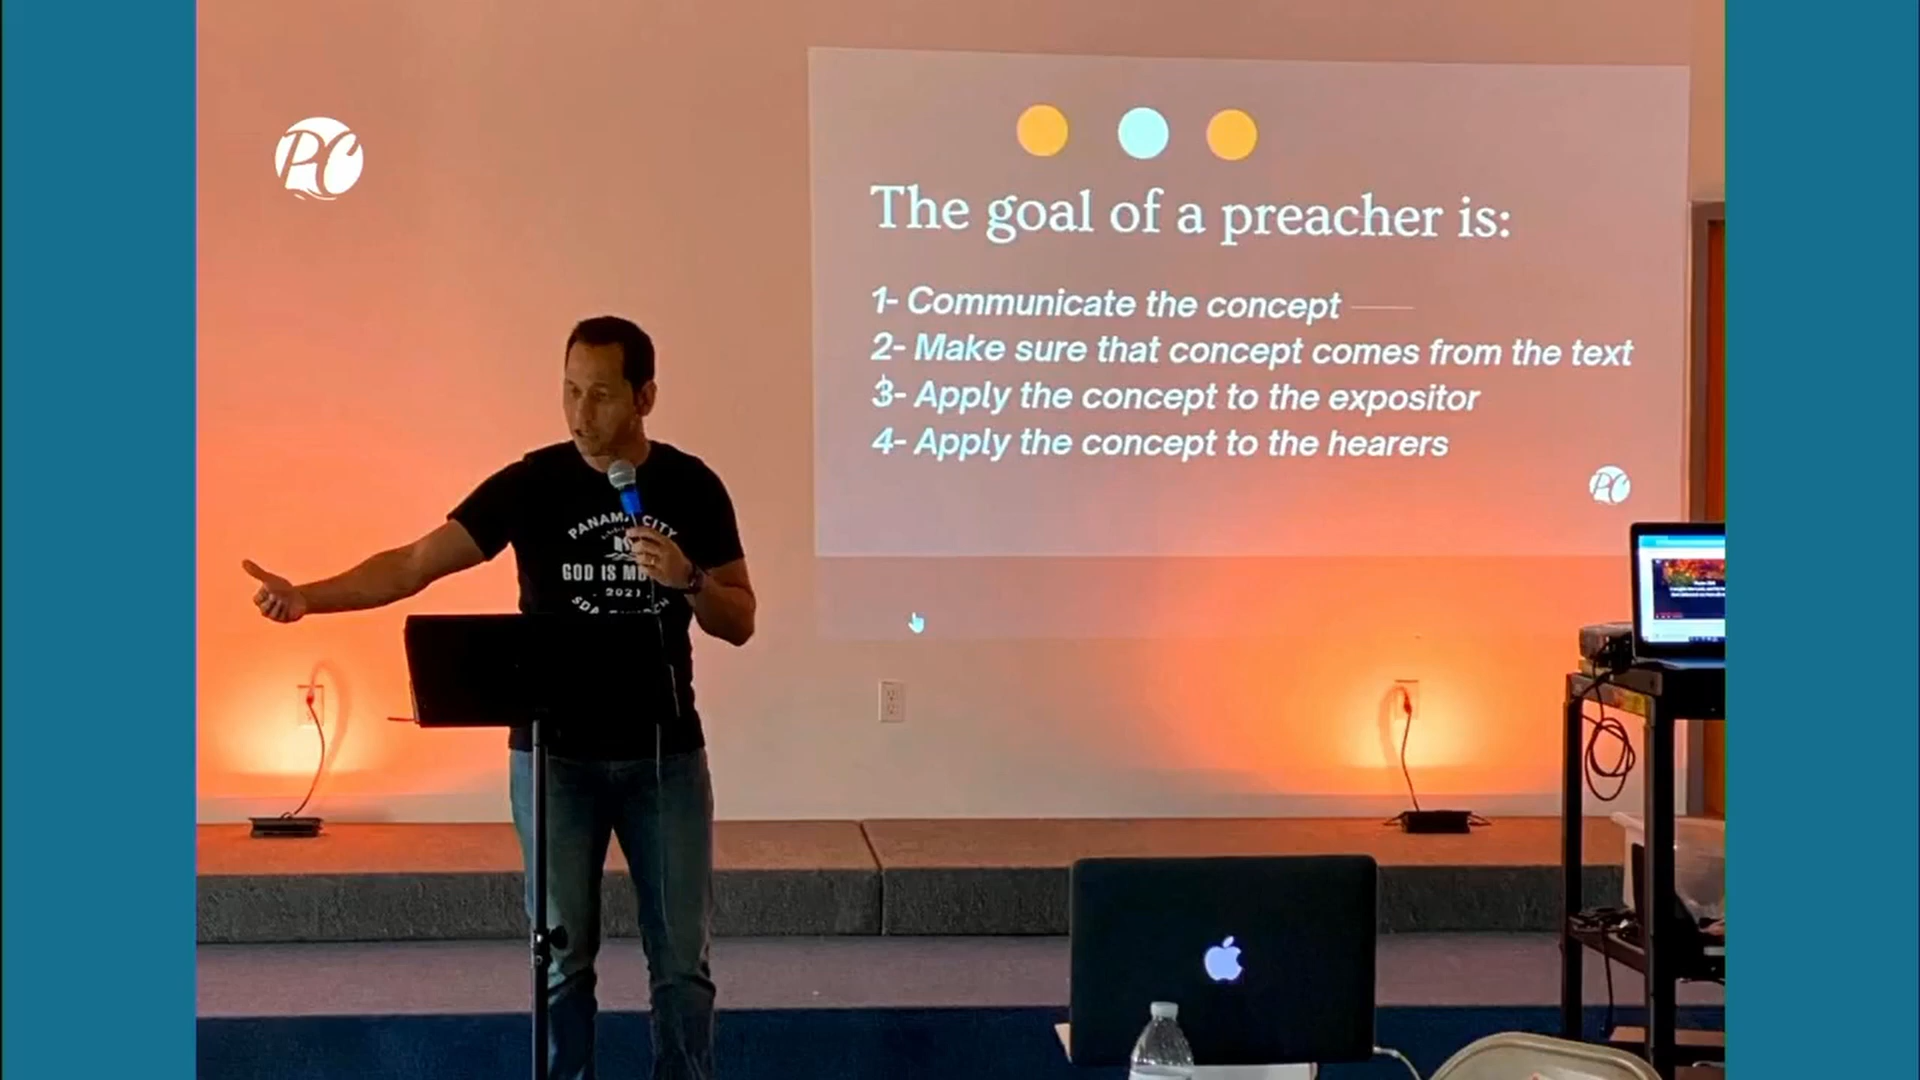 PC
The goal of a preacher is:
1- Communicate the concept
2- Make sure that concept comes from the text
3- Apply the concept to the expositor
4- Apply the concept to the hearers
PC
PANAMA CITY
GOD IS
2021
SDA